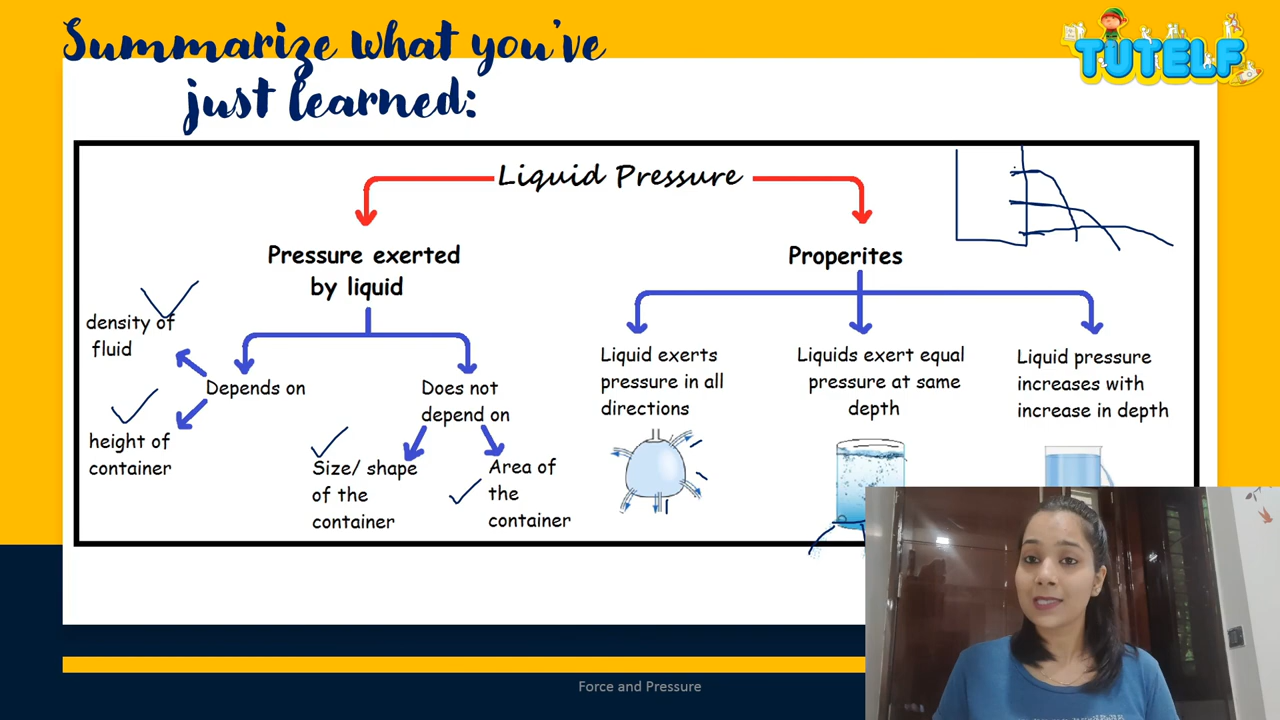 Summarize what you've
just learned:
TUTELF
Liquid Pressure
Pressure exerted
by liquid
Properites
density of
fluid
Depends on
height of
container
Does not
depend on
Size/ shape
of the
container
Area of
the
container
Liquid exerts
pressure in all
directions
Liquids exert equal
pressure at same
depth
Liquid pressure
increases with
increase in depth
Force and Pressure